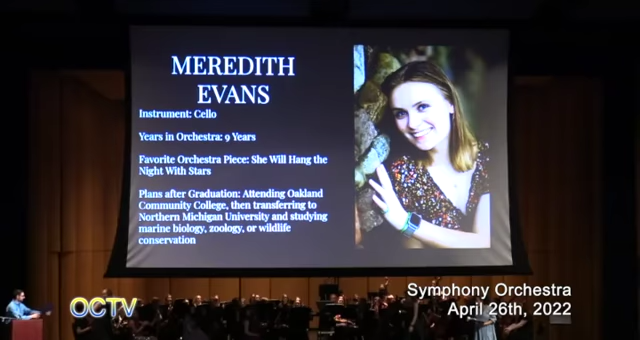 MEREDITH
EVANS
Instrument: Cello
Years in Orchestra: 9 Years
Favorite Orchestra Piece: She Will Hang the
Night With Stars
Plans after Graduation: Attending Oakland
Community College, then transferring to
Northern Michigan University and studying
marine biology, zoology, or wildlife
conservation
OCTV
Symphony Orchestra
April 26th, 2022